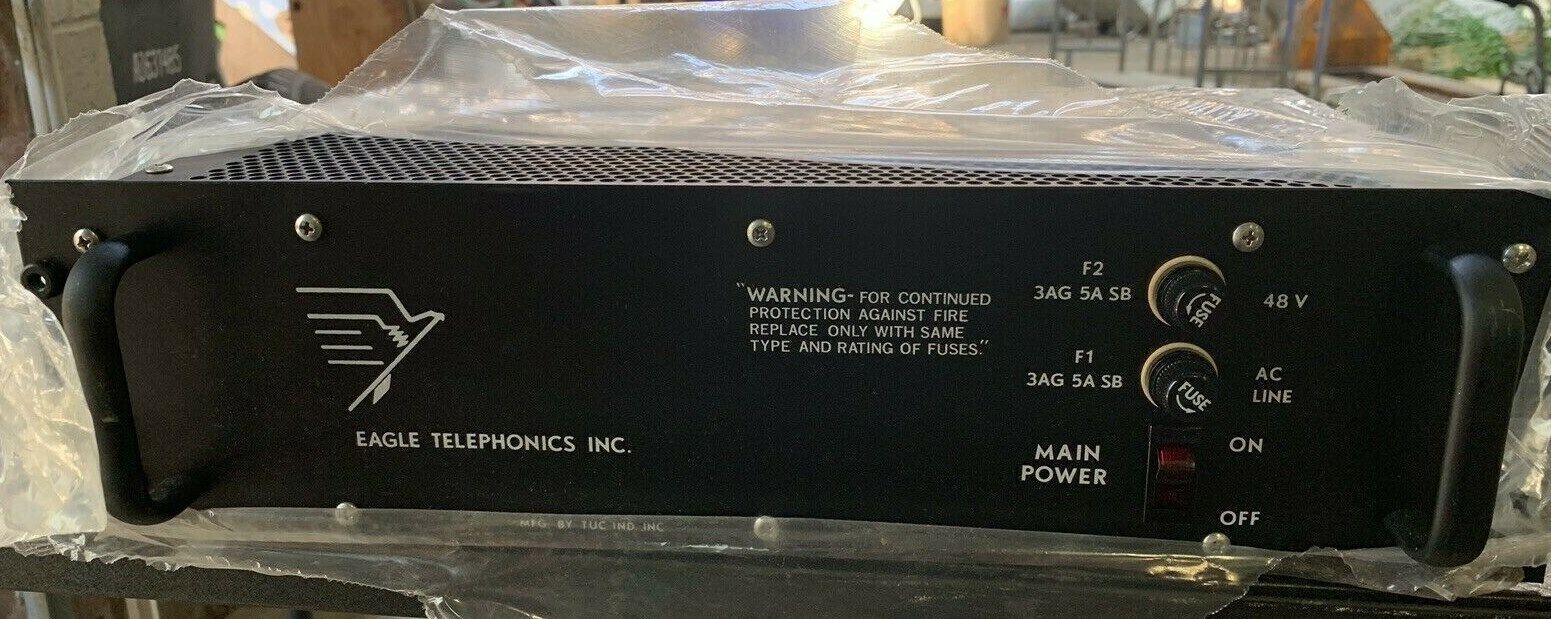 "WARNING- FOR CONTINUED
PROTECTION AGAINST FIRE
REPLACE ONLY WITH SAME
TYPE AND RATING OF FUSES."
F2
3AG 5A SB
FUSE
48 V
F1
3AG 5A SB
FUSE
AC
LINE
EAGLE TELEPHONICS INC.
MAIN
POWER
ON
OFF
MFG. BY TUC IND. INC